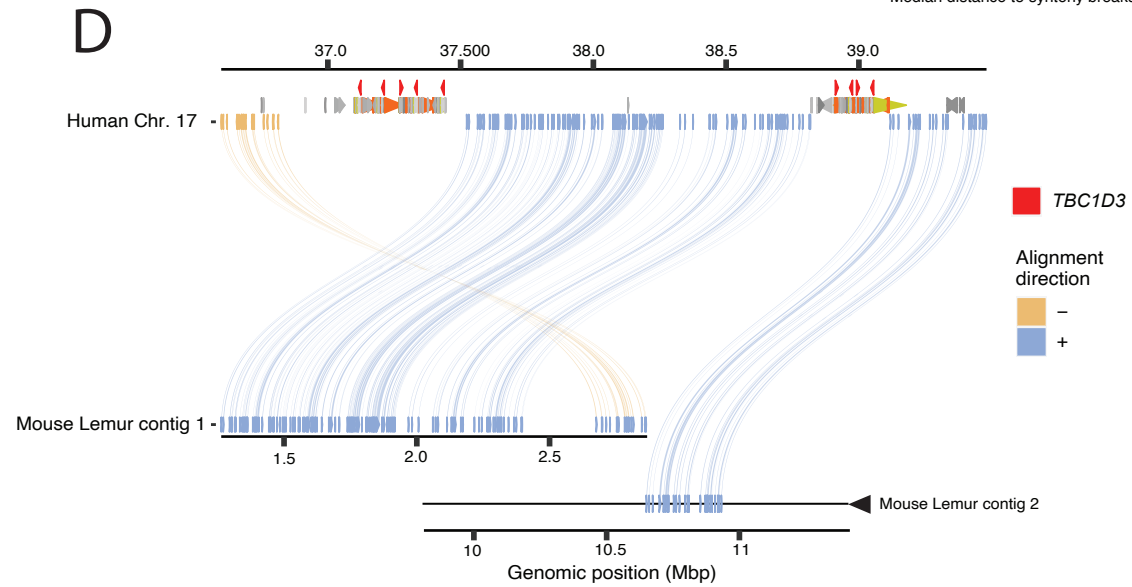 Median distance to synteny breaks
D
37.0 37.500 38.0 38.5 39.0
Human Chr. 17 -
TBC1D3
Alignment
direction
−
+
Mouse Lemur contig 1 -
1.5 2.0 2.5
Mouse Lemur contig 2
10 10.5 11
Genomic position (Mbp)